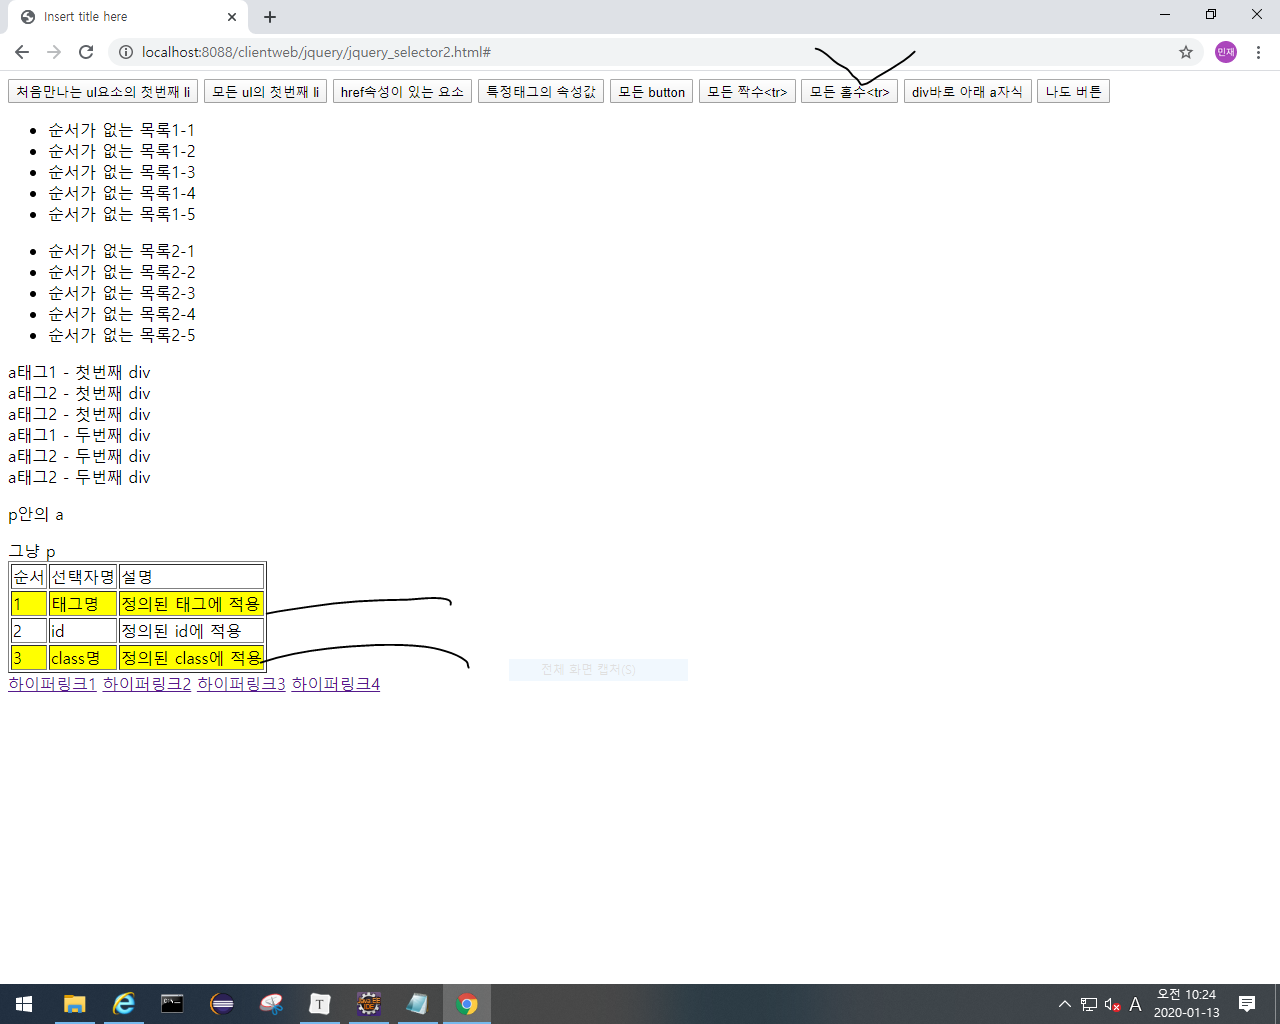 Insert title here
localhost:8088/clientweb/jquery/jquery_selector2.html#
민재
처음만나는 ul요소의 첫번째 li 모든 ul의 첫번째 li href속성이 있는 요소 특정태그의 속성값 모든 button 모든 짝수<tr> 모든 홀수<tr> div바로 아래 a자식 나도 버튼
순서가 없는 목록1-1
순서가 없는 목록1-2
순서가 없는 목록1-3
순서가 없는 목록1-4
순서가 없는 목록1-5
순서가 없는 목록2-1
순서가 없는 목록2-2
순서가 없는 목록2-3
순서가 없는 목록2-4
순서가 없는 목록2-5
a태그1 - 첫번째 div
a태그2 - 첫번째 div
a태그2 - 첫번째 div
a태그1 - 두번째 div
a태그2 - 두번째 div
a태그2 - 두번째 div
p안의 a
그냥 p
순서 선택자명 설명
1 태그명 정의된 태그에 적용
2 id 정의된 id에 적용
3 class명 정의된 class에 적용
전체 화면 캡처(S)
하이퍼링크1 하이퍼링크2 하이퍼링크3 하이퍼링크4
A
오전 10:24
2020-01-13